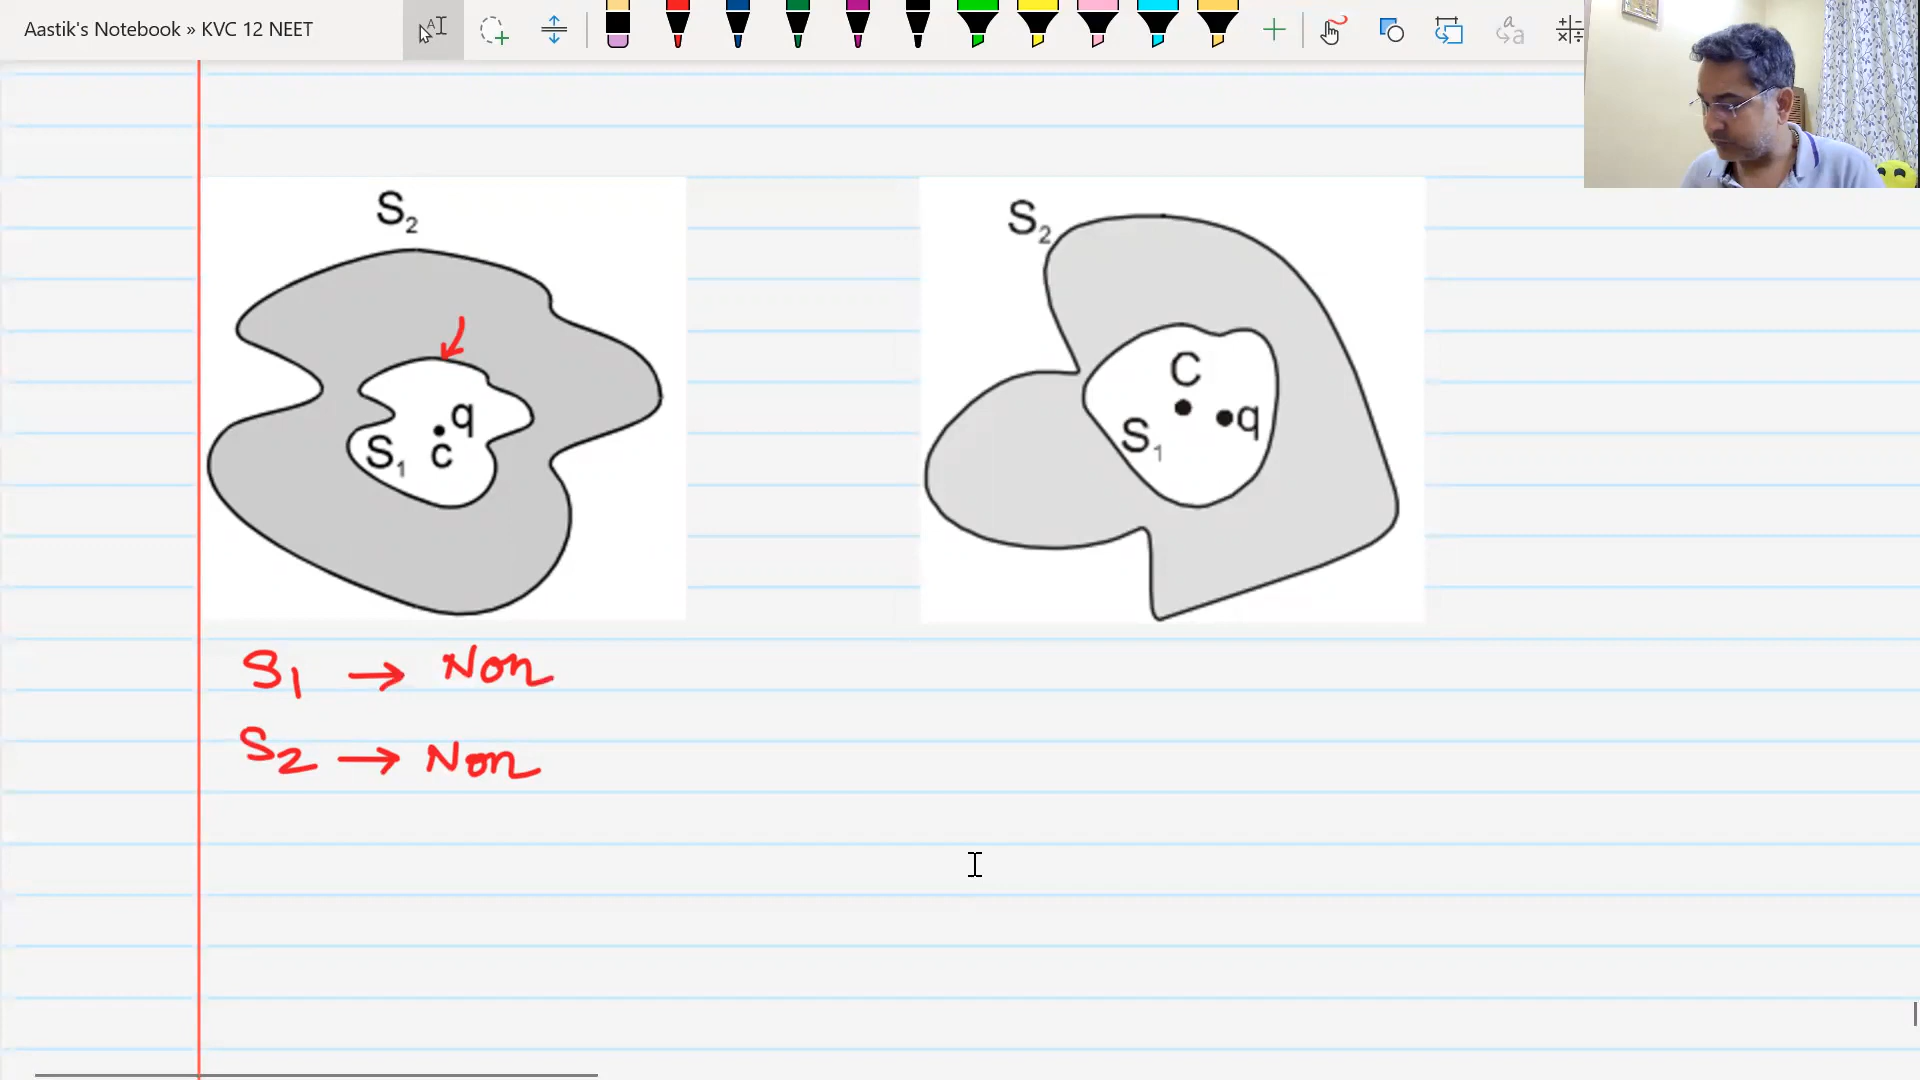 Aastik's Notebook » KVC 12 NEET
S₂
q
S₁ c
S₂
C
q
S₁
S₁ → Non
S₂ → Non